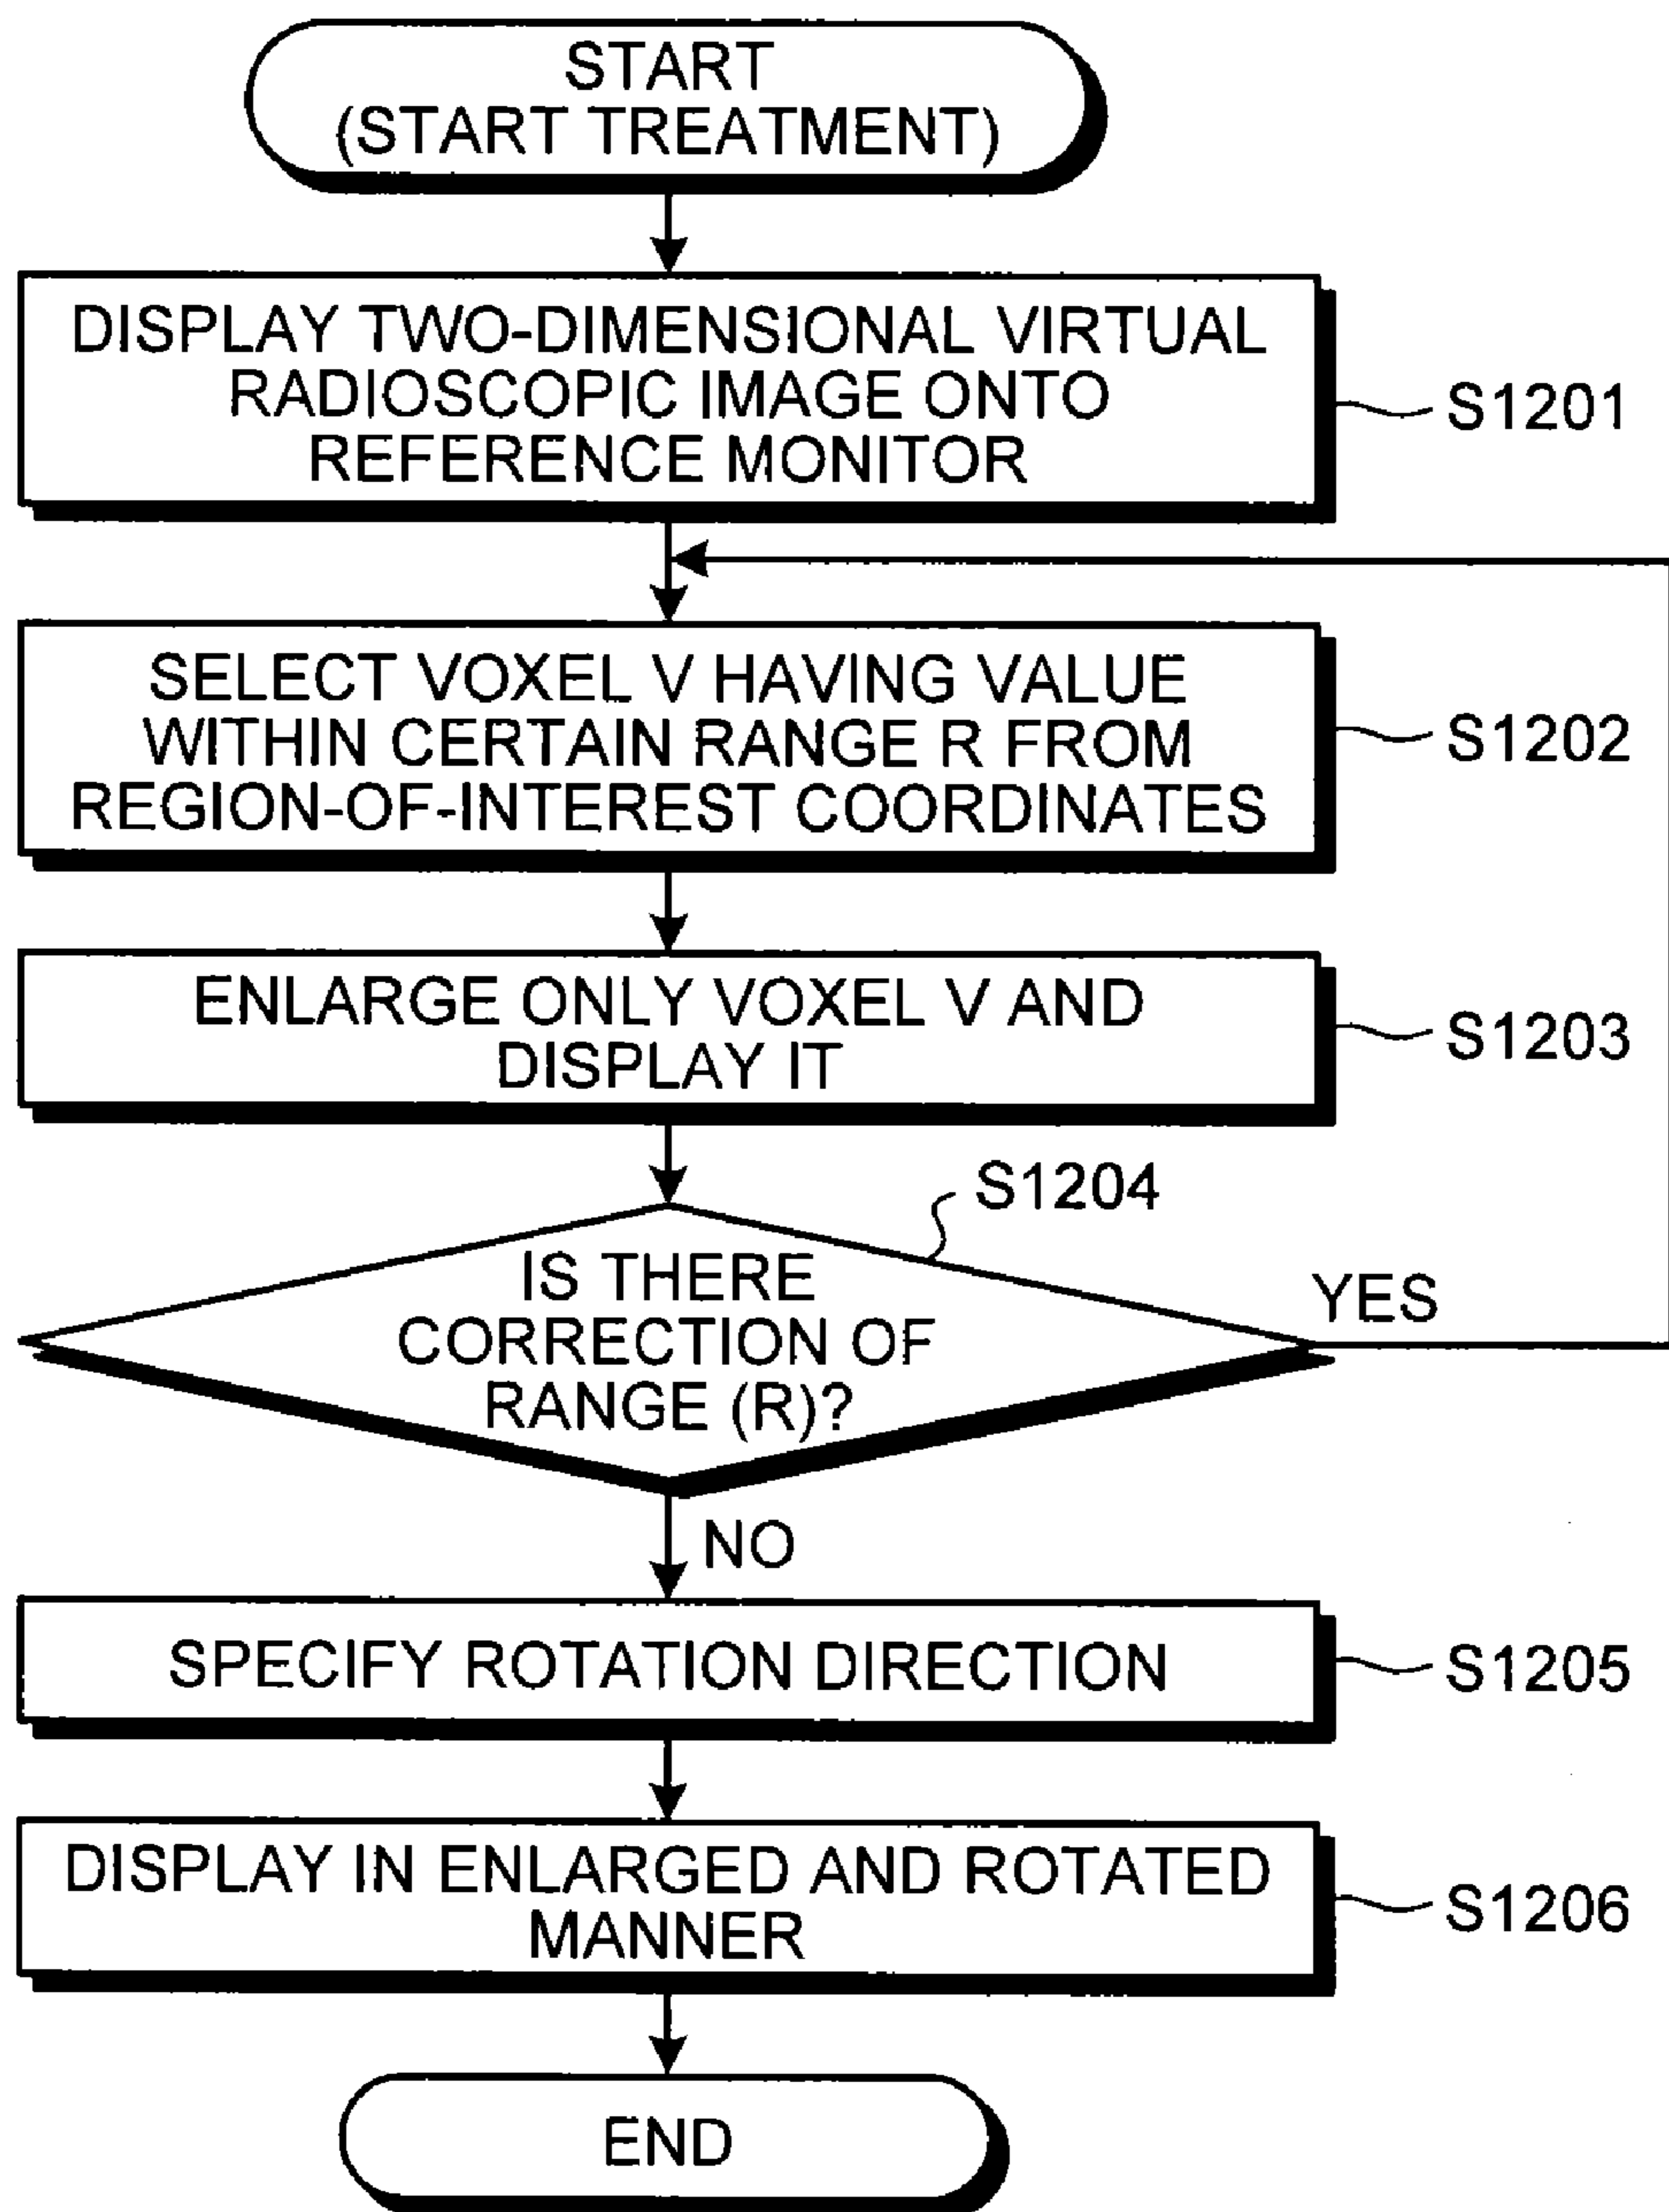 START
(START TREATMENT)
DISPLAY TWO-DIMENSIONAL VIRTUAL
RADIOSCOPIC IMAGE ONTO
REFERENCE MONITOR
S1201
SELECT VOXEL V HAVING VALUE
WITHIN CERTAIN RANGE R FROM
REGION-OF-INTEREST COORDINATES
S1202
ENLARGE ONLY VOXEL V AND
DISPLAY IT
S1203
S1204
IS THERE
CORRECTION OF
RANGE (R)?
YES
NO
SPECIFY ROTATION DIRECTION
S1205
DISPLAY IN ENLARGED AND ROTATED
MANNER
S1206
END